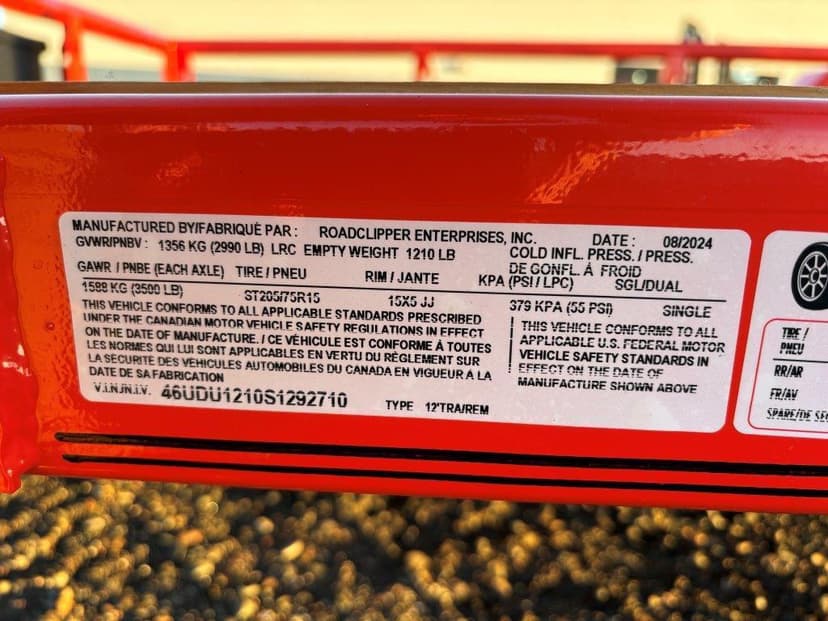 MANUFACTURED BY/FABRIQUÉ PAR : ROADCLIPPER ENTERPRISES, INC. DATE : 08/2024
GVWR/PNBV : 1356 KG (2990 LB) LRC EMPTY WEIGHT 1210 LB COLD INFL. PRESS. / PRESS.
DE GONFL. À FROID
GAWR / PNBE (EACH AXLE) TIRE / PNEU RIM / JANTE KPA (PSI / LPC) SGL/DUAL
1588 KG (3500 LB) ST205/75R15 15X5 JJ 379 KPA (55 PSI) SINGLE
THIS VEHICLE CONFORMS TO ALL APPLICABLE STANDARDS PRESCRIBED
UNDER THE CANADIAN MOTOR VEHICLE SAFETY REGULATIONS IN EFFECT
ON THE DATE OF MANUFACTURE. / CE VÉHICULE EST CONFORME À TOUTES
LES NORMES QUI LUI SONT APPLICABLES EN VERTU DU RÈGLEMENT SUR
LA SECURITE DES VÉHICULES AUTOMOBILES DU CANADA EN VIGUEUR À LA
DATE DE SA FABRICATION
THIS VEHICLE CONFORMS TO ALL
APPLICABLE U.S. FEDERAL MOTOR
VEHICLE SAFETY STANDARDS IN
EFFECT ON THE DATE OF
MANUFACTURE SHOWN ABOVE
V.I.N./N.I.V. 46UDU1210S1292710 TYPE 12'TRA/REM
TIRE /
PNEU
RR/AR
FR/AV
SPARE/DE